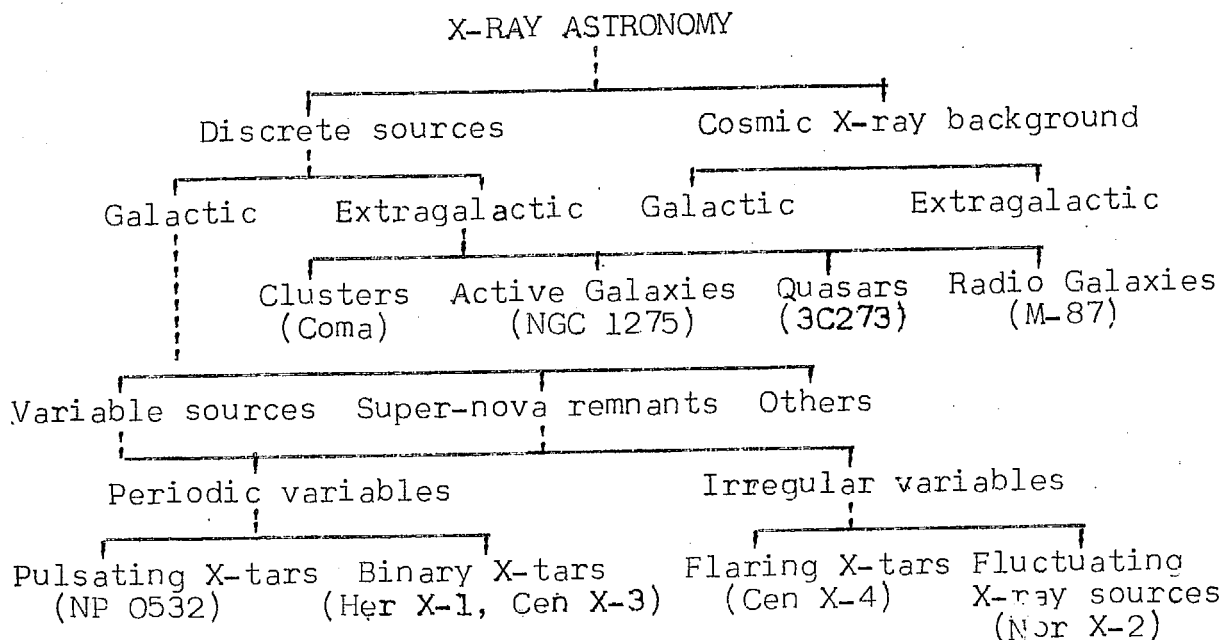 X-RAY ASTRONOMY
Discrete sources Cosmic X-ray background
Galactic Extragalactic Galactic Extragalactic
Clusters Active Galaxies Quasars Radio Galaxies
(Coma) (NGC 1275) (3C273) (M-87)
Variable sources Super-nova remnants Others
Periodic variables Irregular variables
Pulsating X-tars Binary X-tars Flaring X-tars Fluctuating
(NP 0532) (Her X-1, Cen X-3) (Cen X-4) X-ray sources
(Nor X-2)